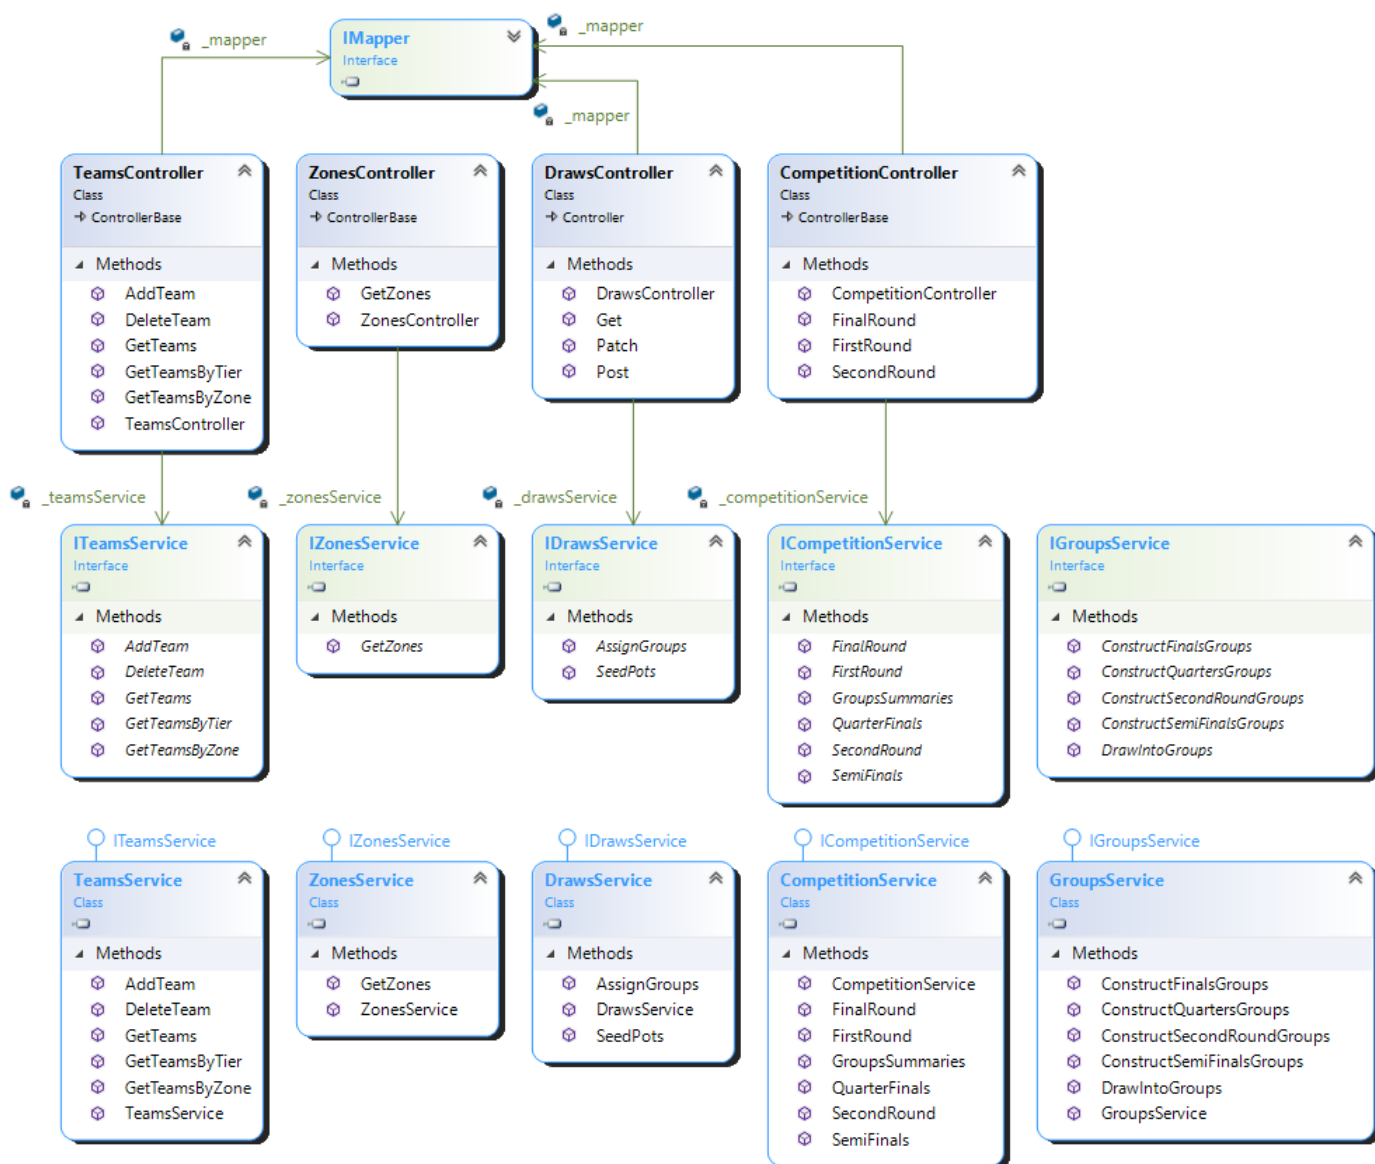 _mapper
IMapper
Interface
_mapper
_mapper
TeamsController
Class
ControllerBase
Methods
AddTeam
DeleteTeam
GetTeams
GetTeamsByTier
GetTeamsByZone
TeamsController
ZonesController
Class
ControllerBase
Methods
GetZones
ZonesController
DrawsController
Class
Controller
Methods
DrawsController
Get
Patch
Post
CompetitionController
Class
ControllerBase
Methods
CompetitionController
FinalRound
FirstRound
SecondRound
_teamsService
_zonesService
_drawsService
_competitionService
ITeamsService
Interface
Methods
AddTeam
DeleteTeam
GetTeams
GetTeamsByTier
GetTeamsByZone
IZonesService
Interface
Methods
GetZones
IDrawsService
Interface
Methods
AssignGroups
SeedPots
ICompetitionService
Interface
Methods
FinalRound
FirstRound
GroupsSummaries
QuarterFinals
SecondRound
SemiFinals
IGroupsService
Interface
Methods
ConstructFinalsGroups
ConstructQuartersGroups
ConstructSecondRoundGroups
ConstructSemiFinalsGroups
DrawIntoGroups
ITeamsService
TeamsService
Class
Methods
AddTeam
DeleteTeam
GetTeams
GetTeamsByTier
GetTeamsByZone
TeamsService
IZonesService
ZonesService
Class
Methods
GetZones
ZonesService
IDrawsService
DrawsService
Class
Methods
AssignGroups
DrawsService
SeedPots
ICompetitionService
CompetitionService
Class
Methods
CompetitionService
FinalRound
FirstRound
GroupsSummaries
QuarterFinals
SecondRound
SemiFinals
IGroupsService
GroupsService
Class
Methods
ConstructFinalsGroups
ConstructQuartersGroups
ConstructSecondRoundGroups
ConstructSemiFinalsGroups
DrawIntoGroups
GroupsService